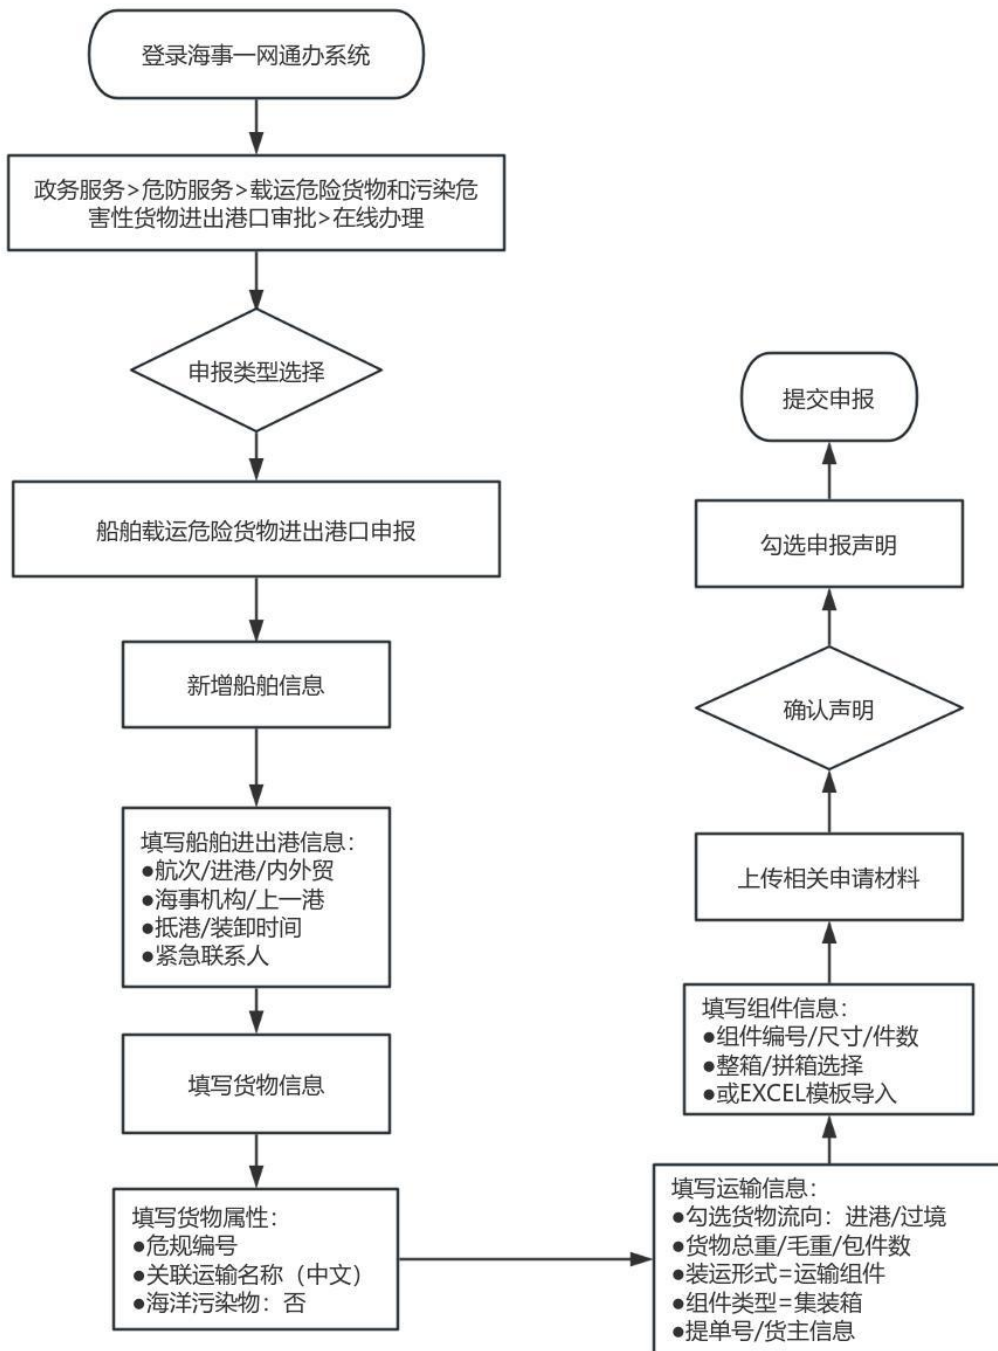 登录海事一网通办系统
政务服务>危防服务>载运危险货物和污染危
害性货物进出港口审批>在线办理
申报类型选择
船舶载运危险货物进出港口申报
新增船舶信息
填写船舶进出港信息：
●航次/进港/内外贸
●海事机构/上一港
●抵港/装卸时间
●紧急联系人
填写货物信息
填写货物属性：
●危规编号
●关联运输名称（中文）
●海洋污染物：否
填写运输信息：
●勾选货物流向：进港/过境
●货物总重/毛重/包件数
●装运形式=运输组件
●组件类型=集装箱
●提单号/货主信息
填写组件信息：
●组件编号/尺寸/件数
●整箱/拼箱选择
●或EXCEL模板导入
上传相关申请材料
确认声明
勾选申报声明
提交申报